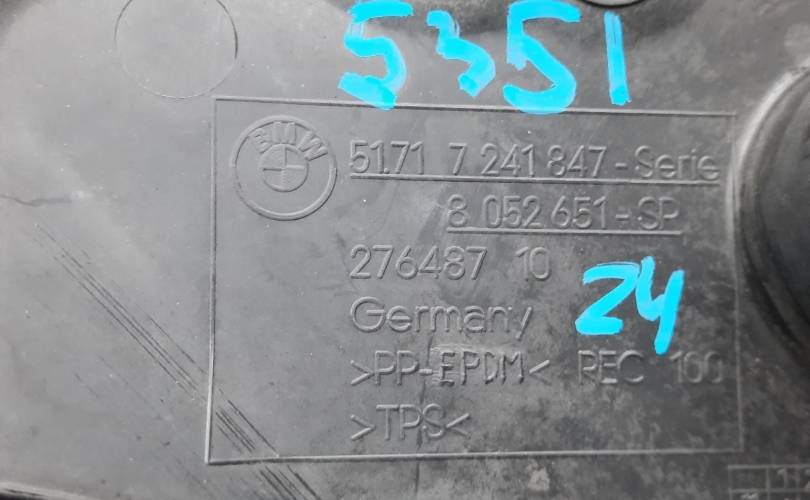 5351
BMW
51.71 7 241 847-Serie
8 052 651-SP
276487 10
Germany
24
>PP-EPDM< REC 100
>TPS<